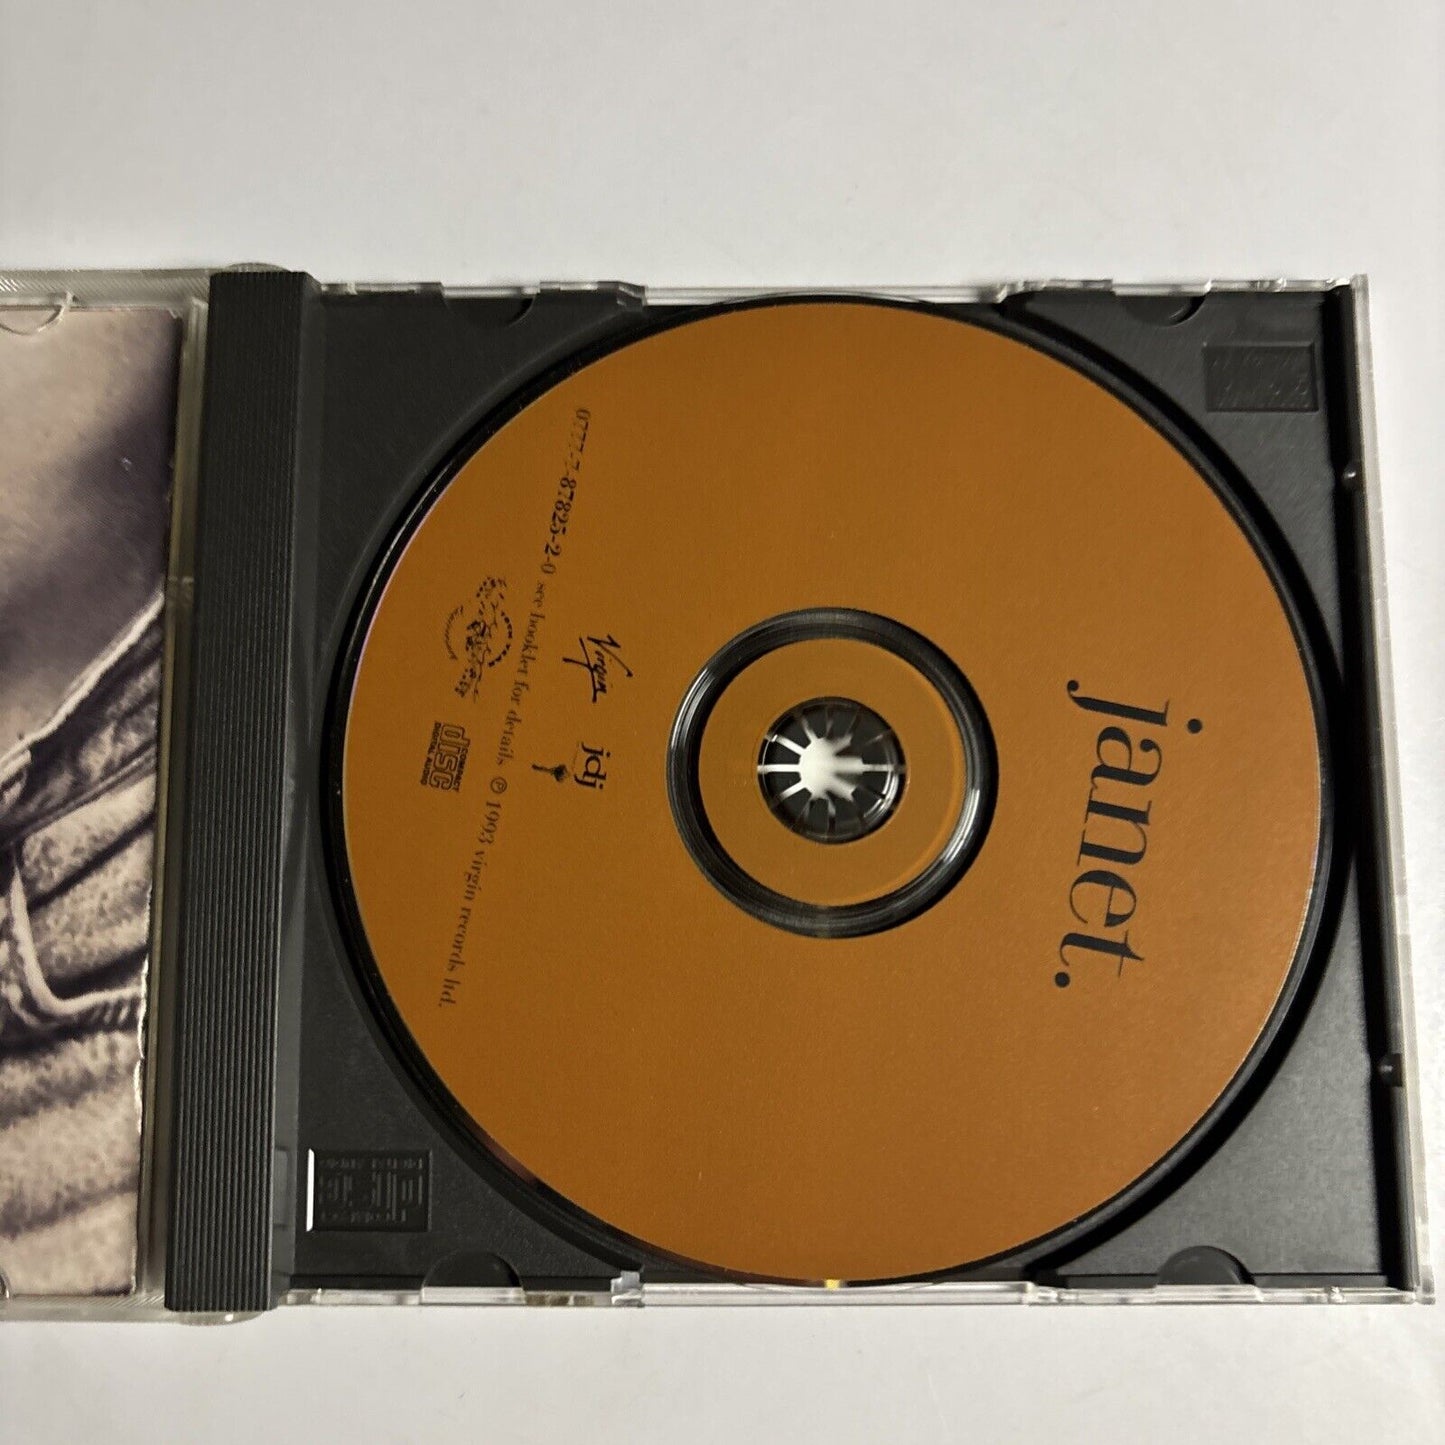 janet.
Virgin
jdj
0777-7-87825-2-0 see booklet for details ℗ 1993 virgin records ltd.
COMPACT
disc
DIGITAL AUDIO